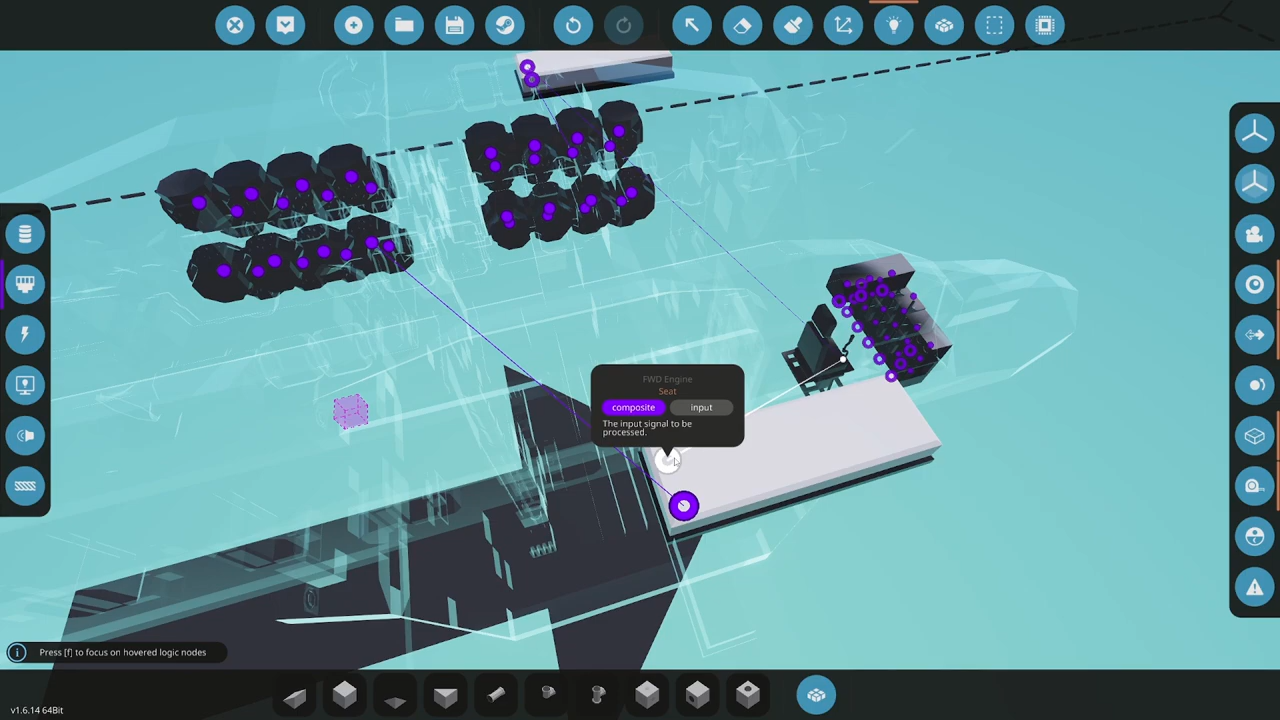 FWD Engine
Seat
composite input
The input signal to be
processed.
Press [f] to focus on hovered logic nodes
v1.6.14 64Bit